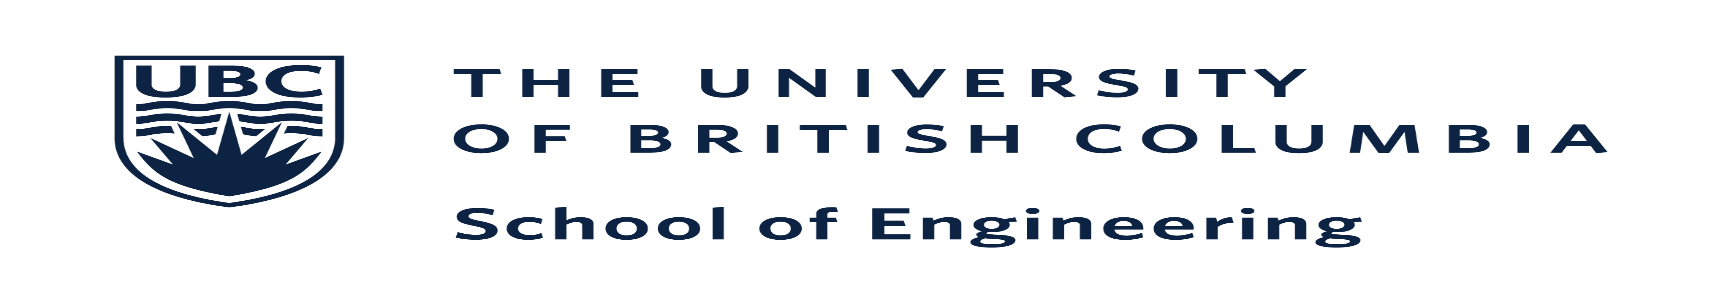 UBC
THE UNIVERSITY
OF BRITISH COLUMBIA
School of Engineering